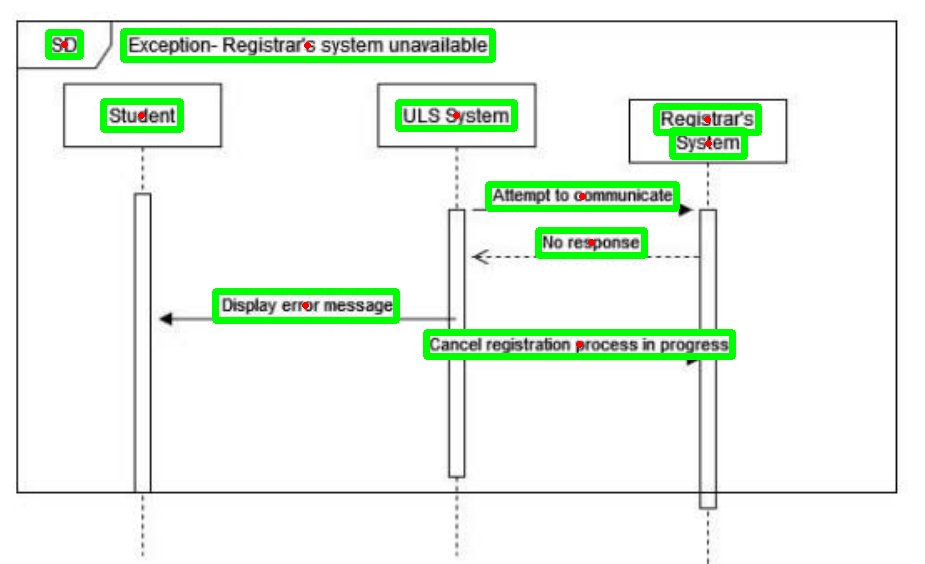 SD
Exception- Registrar's system unavailable
Student
ULS System
Registrar's
System
Attempt to communicate
No response
Display error message
Cancel registration process in progress